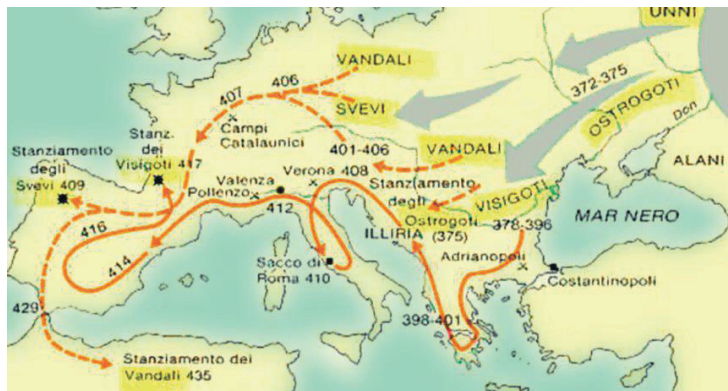 UNNI
VANDALI
406
372-375
407
SVEVI
OSTROGOTI
Don
Campi
Catalaunici
401-406
VANDALI
ALANI
Stanz.
dei
Visigoti 417
Stanziamento
degli
Svevi 409
Verona 408
Valenza
Pollenzo
412
Stanziamento
degli
Ostrogoti
(375)
VISIGOTI
378-396
MAR NERO
ILLIRIA
Adrianopoli
416
414
Sacco di
Roma 410
Costantinopoli
429
398-401
Stanziamento dei
Vandali 435